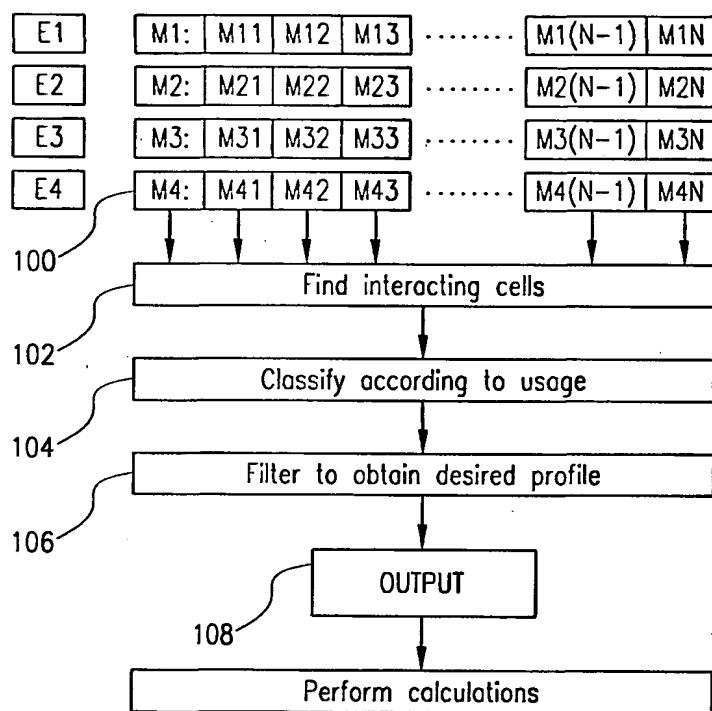 E1 M1: M11 M12 M13 ........ M1(N-1) M1N
E2 M2: M21 M22 M23 ........ M2(N-1) M2N
E3 M3: M31 M32 M33 ........ M3(N-1) M3N
E4 M4: M41 M42 M43 ........ M4(N-1) M4N
100
Find interacting cells
102
Classify according to usage
104
Filter to obtain desired profile
106
OUTPUT
108
Perform calculations